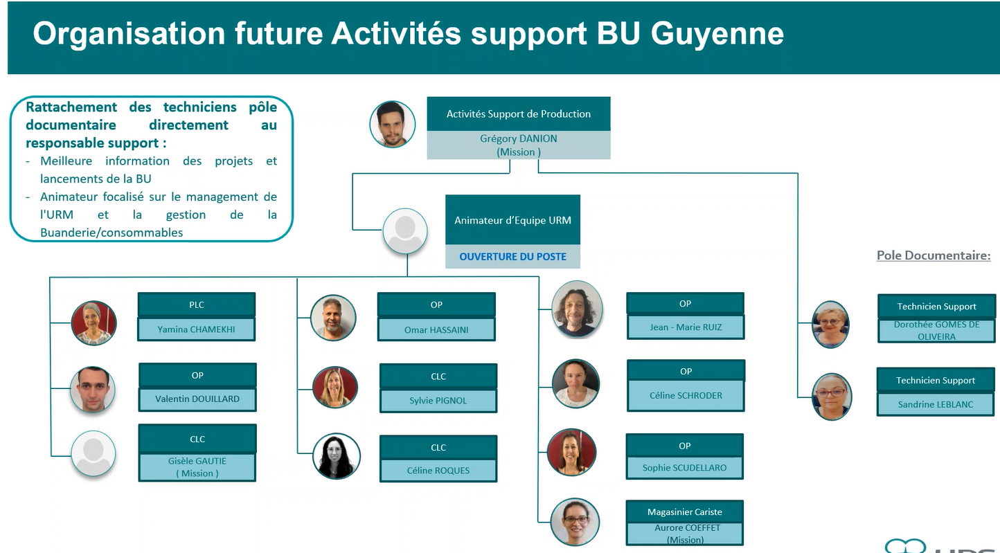 Organisation future Activités support BU Guyenne
Rattachement des techniciens pôle
documentaire directement au
responsable support :
- Meilleure information des projets et
lancements de la BU
- Animateur focalisé sur le management de
l'URM et la gestion de la
Buanderie/consommables
Activités Support de Production
Grégory DANION
(Mission )
Animateur d'Equipe URM
OUVERTURE DU POSTE
PLC
Yamina CHAMEKHI
OP
Valentin DOUILLARD
CLC
Gisèle GAUTIE
( Mission )
OP
Omar HASSAINI
CLC
Sylvie PIGNOL
CLC
Céline ROQUES
OP
Jean - Marie RUIZ
OP
Céline SCHRODER
OP
Sophie SCUDELLARO
Magasinier Cariste
Aurore COEFFET
(Mission)
Pole Documentaire:
Technicien Support
Dorothée GOMES DE
OLIVEIRA
Technicien Support
Sandrine LEBLANC